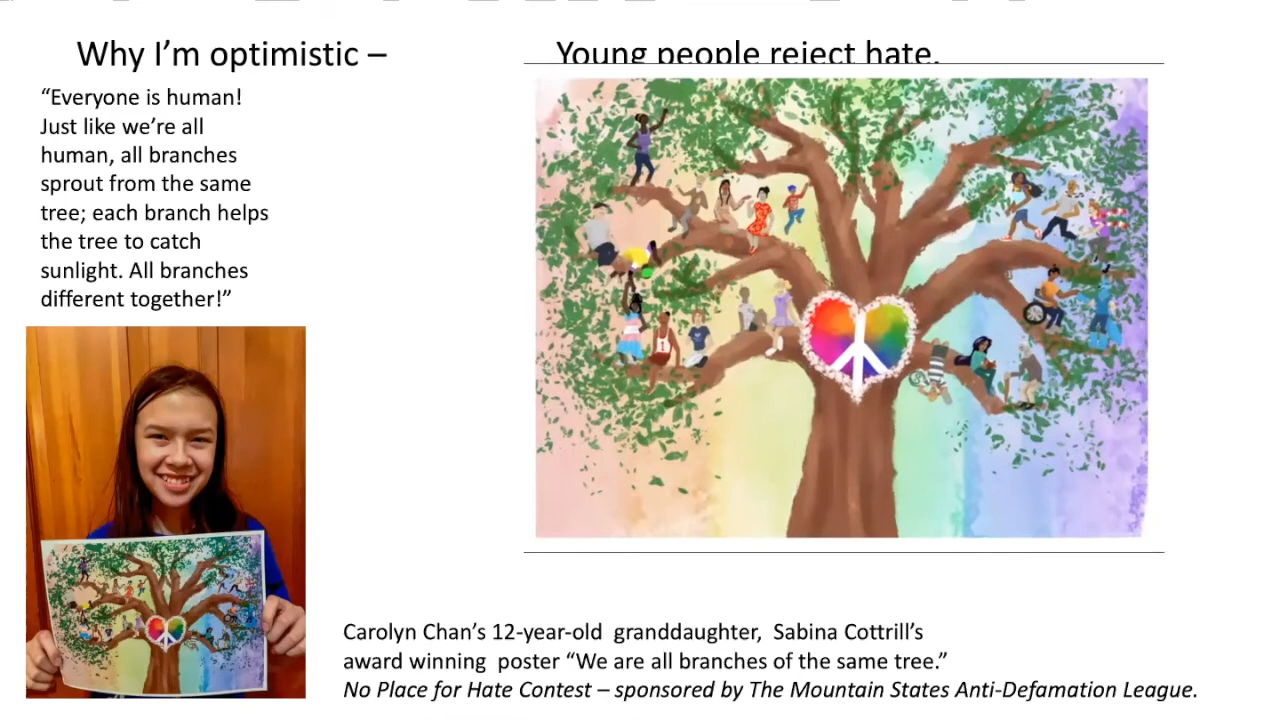 Why I’m optimistic –
Young people reject hate.
“Everyone is human!
Just like we’re all
human, all branches
sprout from the same
tree; each branch helps
the tree to catch
sunlight. All branches
different together!”
Carolyn Chan’s 12-year-old granddaughter, Sabina Cottrill’s
award winning poster “We are all branches of the same tree.”
No Place for Hate Contest – sponsored by The Mountain States Anti-Defamation League.